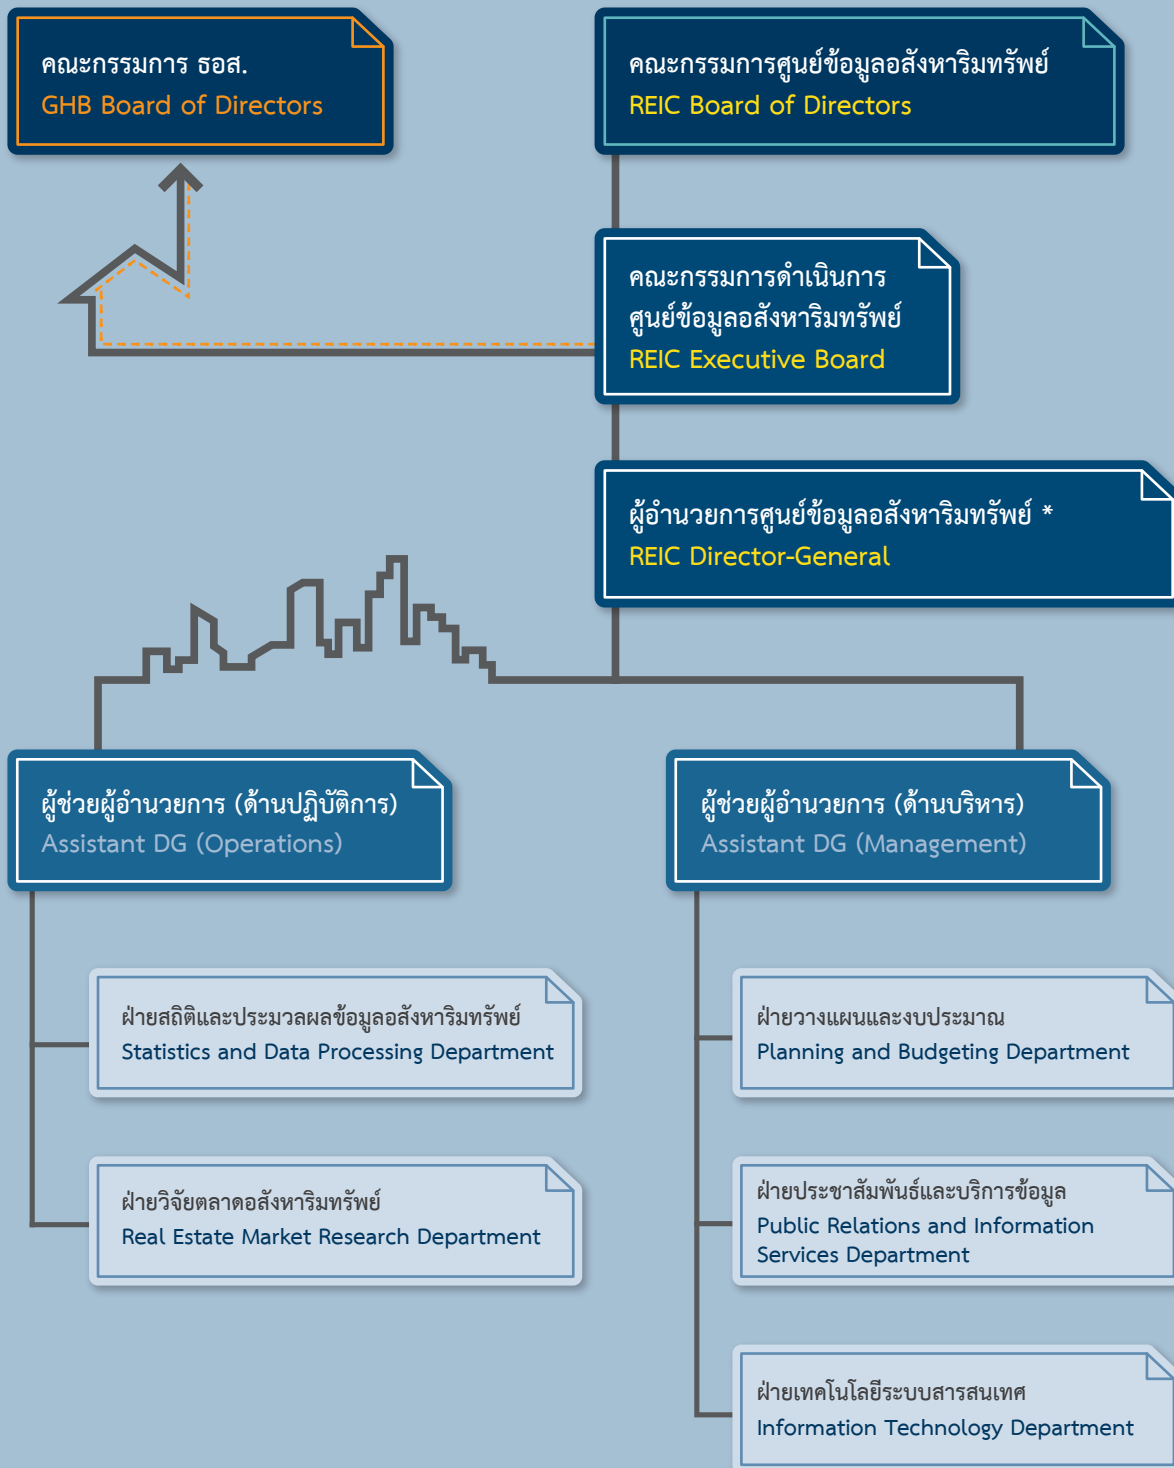 คณะกรรมการ ธอส.
GHB Board of Directors
คณะกรรมการศูนย์ข้อมูลอสังหาริมทรัพย์
REIC Board of Directors
คณะกรรมการดำเนินการ
ศูนย์ข้อมูลอสังหาริมทรัพย์
REIC Executive Board
ผู้อำนวยการศูนย์ข้อมูลอสังหาริมทรัพย์ *
REIC Director-General
ผู้ช่วยผู้อำนวยการ (ด้านปฏิบัติการ)
Assistant DG (Operations)
ผู้ช่วยผู้อำนวยการ (ด้านบริหาร)
Assistant DG (Management)
ฝ่ายสถิติและประมวลผลข้อมูลอสังหาริมทรัพย์
Statistics and Data Processing Department
ฝ่ายวิจัยตลาดอสังหาริมทรัพย์
Real Estate Market Research Department
ฝ่ายวางแผนและงบประมาณ
Planning and Budgeting Department
ฝ่ายประชาสัมพันธ์และบริการข้อมูล
Public Relations and Information
Services Department
ฝ่ายเทคโนโลยีระบบสารสนเทศ
Information Technology Department